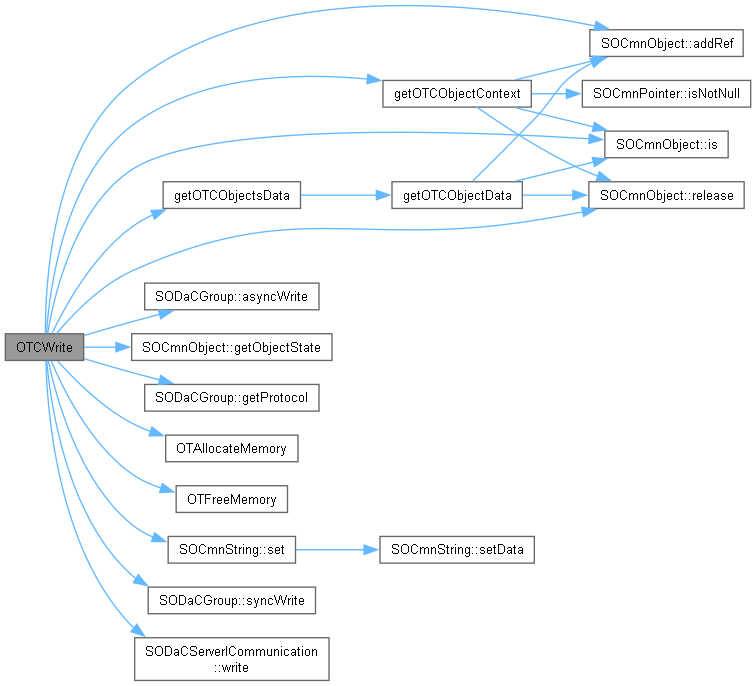 SOCmnObject::addRef
getOTCObjectContext
SOCmnPointer::isNotNull
SOCmnObject::is
getOTCObjectsData
getOTCObjectData
SOCmnObject::release
SODaCGroup::asyncWrite
OTCWrite
SOCmnObject::getObjectState
SODaCGroup::getProtocol
OTAllocateMemory
OTFreeMemory
SOCmnString::set
SOCmnString::setData
SODaCGroup::syncWrite
SODaCServerICommunication
::write